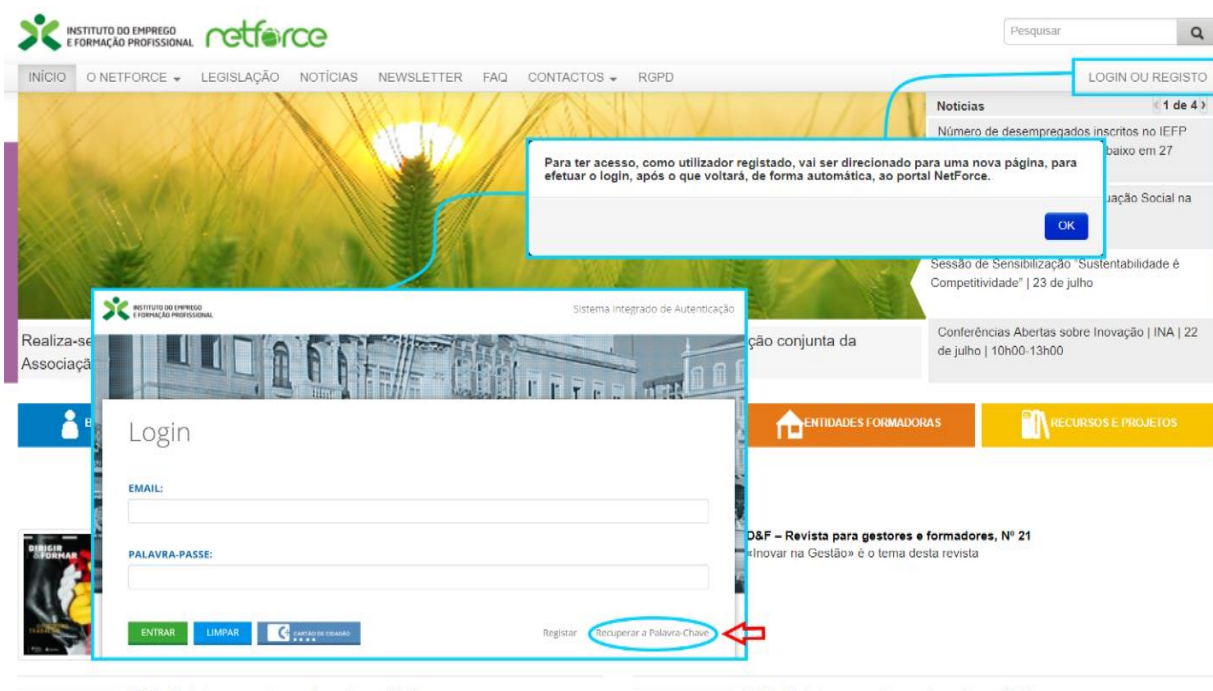 INSTITUTO DO EMPREGO
E FORMAÇÃO PROFISSIONAL
netforce
Pesquisar
INÍCIO O NETFORCE LEGISLAÇÃO NOTÍCIAS NEWSLETTER FAQ CONTACTOS RGPD LOGIN OU REGISTO
Notícias 1 de 4
Número de desempregados inscritos no IEFP
baixo em 27
Para ter acesso, como utilizador registado, vai ser direcionado para uma nova página, para
efetuar o login, após o que voltará, de forma automática, ao portal NetForce.
uação Social na
OK
Sessão de Sensibilização "Sustentabilidade e
Competitividade" | 23 de julho
INSTITUTO DO EMPREGO
E FORMAÇÃO PROFISSIONAL
Sistema Integrado de Autenticação
Conferências Abertas sobre Inovação | INA | 22
de julho | 10h00-13h00
Realiza-se
ção conjunta da
Associaçã
ENTIDADES FORMADORAS
RECURSOS E PROJETOS
Login
EMAIL:
PALAVRA-PASSE:
DIRIGIR
&FORMAR
D&F – Revista para gestores e formadores, Nº 21
«Inovar na Gestão» é o tema desta revista
ENTRAR LIMPAR CARTÃO DE CIDADÃO Registar Recuperar a Palavra-Chave